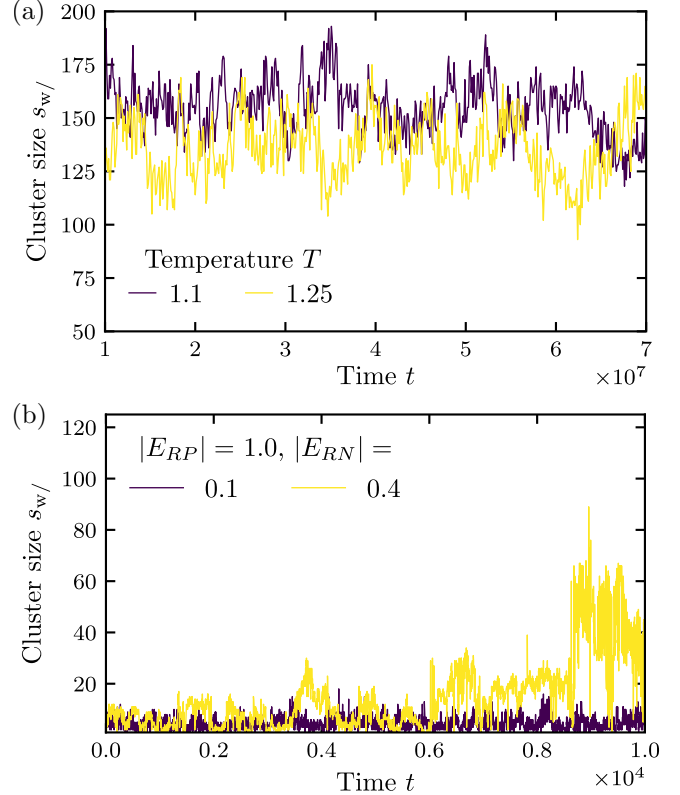 (a)
Cluster size s_w/
200
175
150
125
100
75
50
Temperature T
1.1 1.25
1 2 3 4 5 6 7
Time t
×10^7
(b)
Cluster size s_w/
120
100
80
60
40
20
|E_RP| = 1.0, |E_RN| =
0.1 0.4
0.0 0.2 0.4 0.6 0.8 1.0
Time t
×10^4